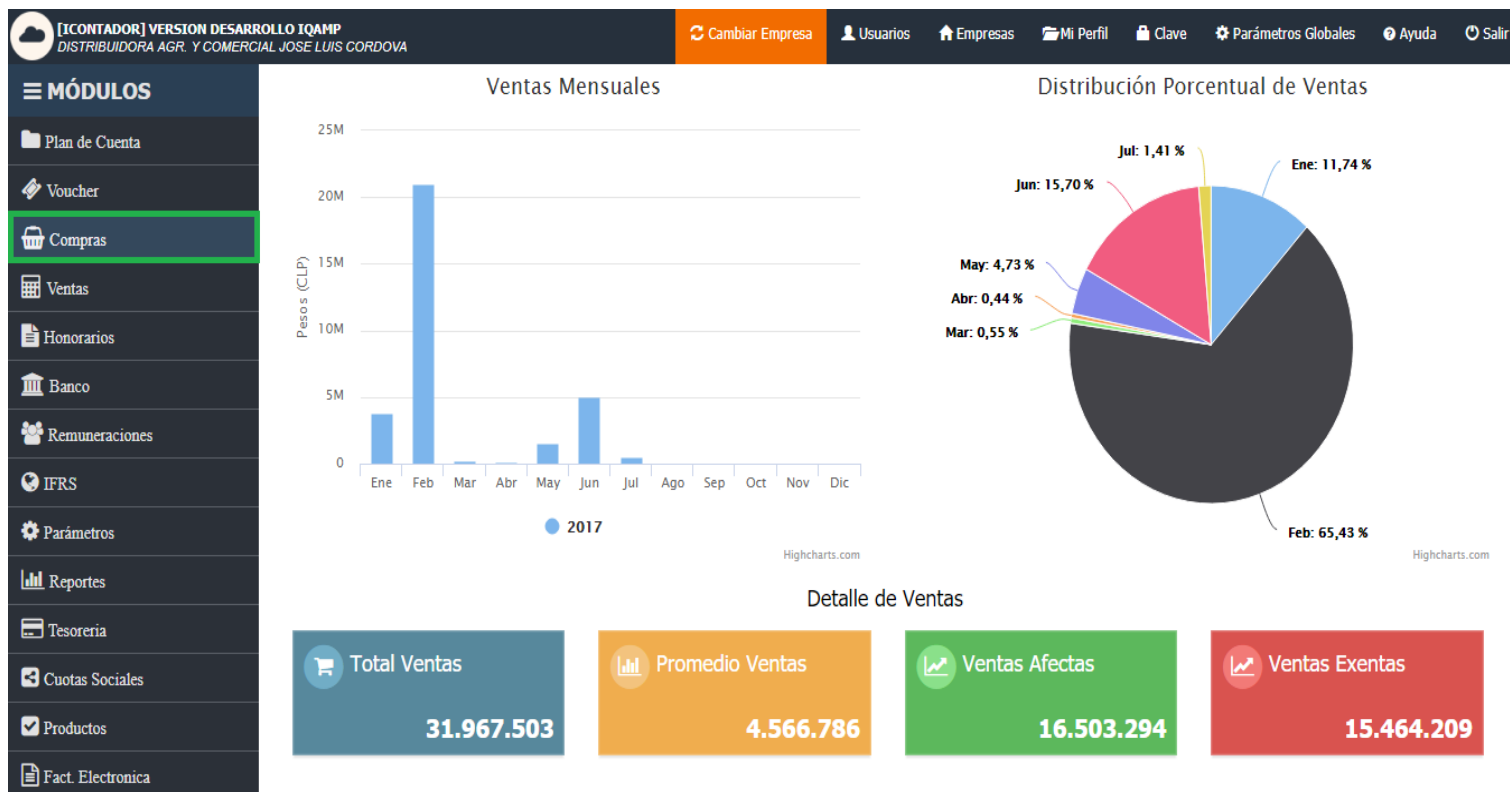 [ICONTADOR] VERSION DESARROLLO IQAMP
DISTRIBUIDORA AGR. Y COMERCIAL JOSE LUIS CORDOVA
Cambiar Empresa
Usuarios
Empresas
Mi Perfil
Clave
Parámetros Globales
Ayuda
Salir
MÓDULOS
Plan de Cuenta
Voucher
Compras
Ventas
Honorarios
Banco
Remuneraciones
IFRS
Parámetros
Reportes
Tesoreria
Cuotas Sociales
Productos
Fact. Electronica
Ventas Mensuales
Pesos (CLP)
25M
20M
15M
10M
5M
0
Ene Feb Mar Abr May Jun Jul Ago Sep Oct Nov Dic
2017
Highcharts.com
Distribución Porcentual de Ventas
Jul: 1,41 %
Ene: 11,74 %
Jun: 15,70 %
May: 4,73 %
Abr: 0,44 %
Mar: 0,55 %
Feb: 65,43 %
Highcharts.com
Detalle de Ventas
Total Ventas
31.967.503
Promedio Ventas
4.566.786
Ventas Afectas
16.503.294
Ventas Exentas
15.464.209